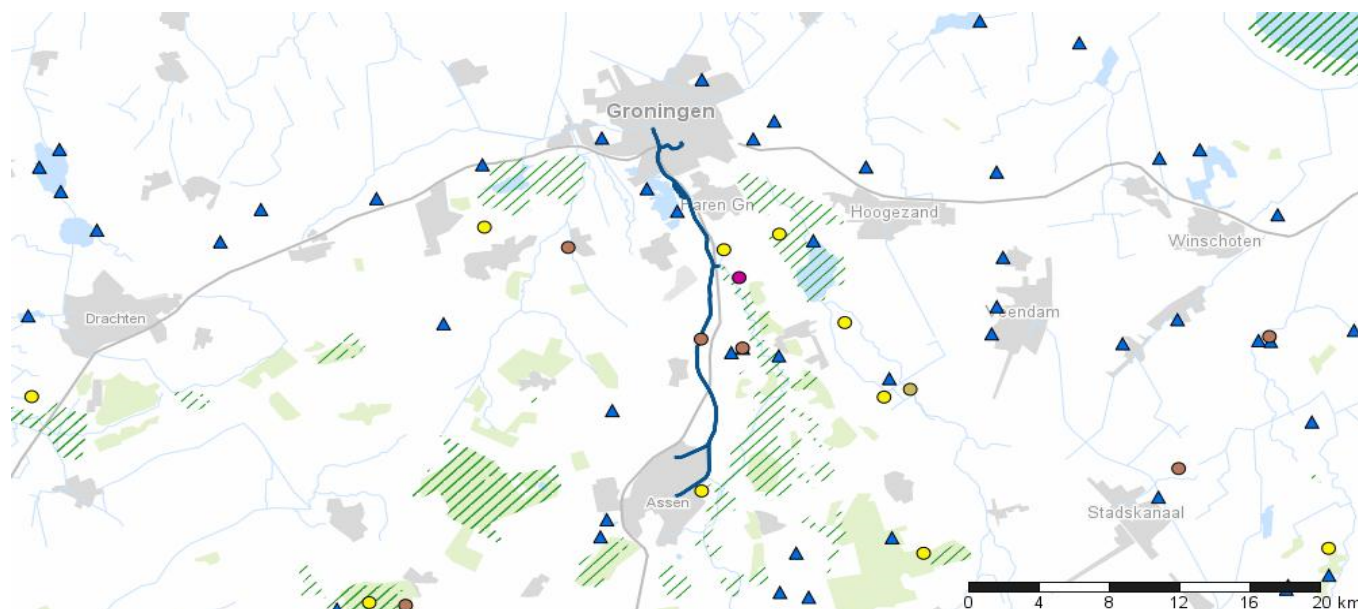 Groningen
Haren Gn
Hoogezand
Winschoten
Drachten
Veendam
Assen
Stadskanaal
0 4 8 12 16 20 km